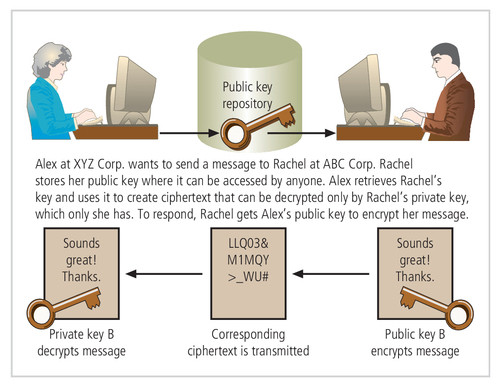 Public key
repository
Alex at XYZ Corp. wants to send a message to Rachel at ABC Corp. Rachel
stores her public key where it can be accessed by anyone. Alex retrieves Rachel's
key and uses it to create ciphertext that can be decrypted only by Rachel's private key,
which only she has. To respond, Rachel gets Alex's public key to encrypt her message.
Sounds
great!
Thanks.
LLQ03&
M1MQY
>_WU#
Sounds
great!
Thanks.
Private key B
decrypts message
Corresponding
ciphertext is transmitted
Public key B
encrypts message